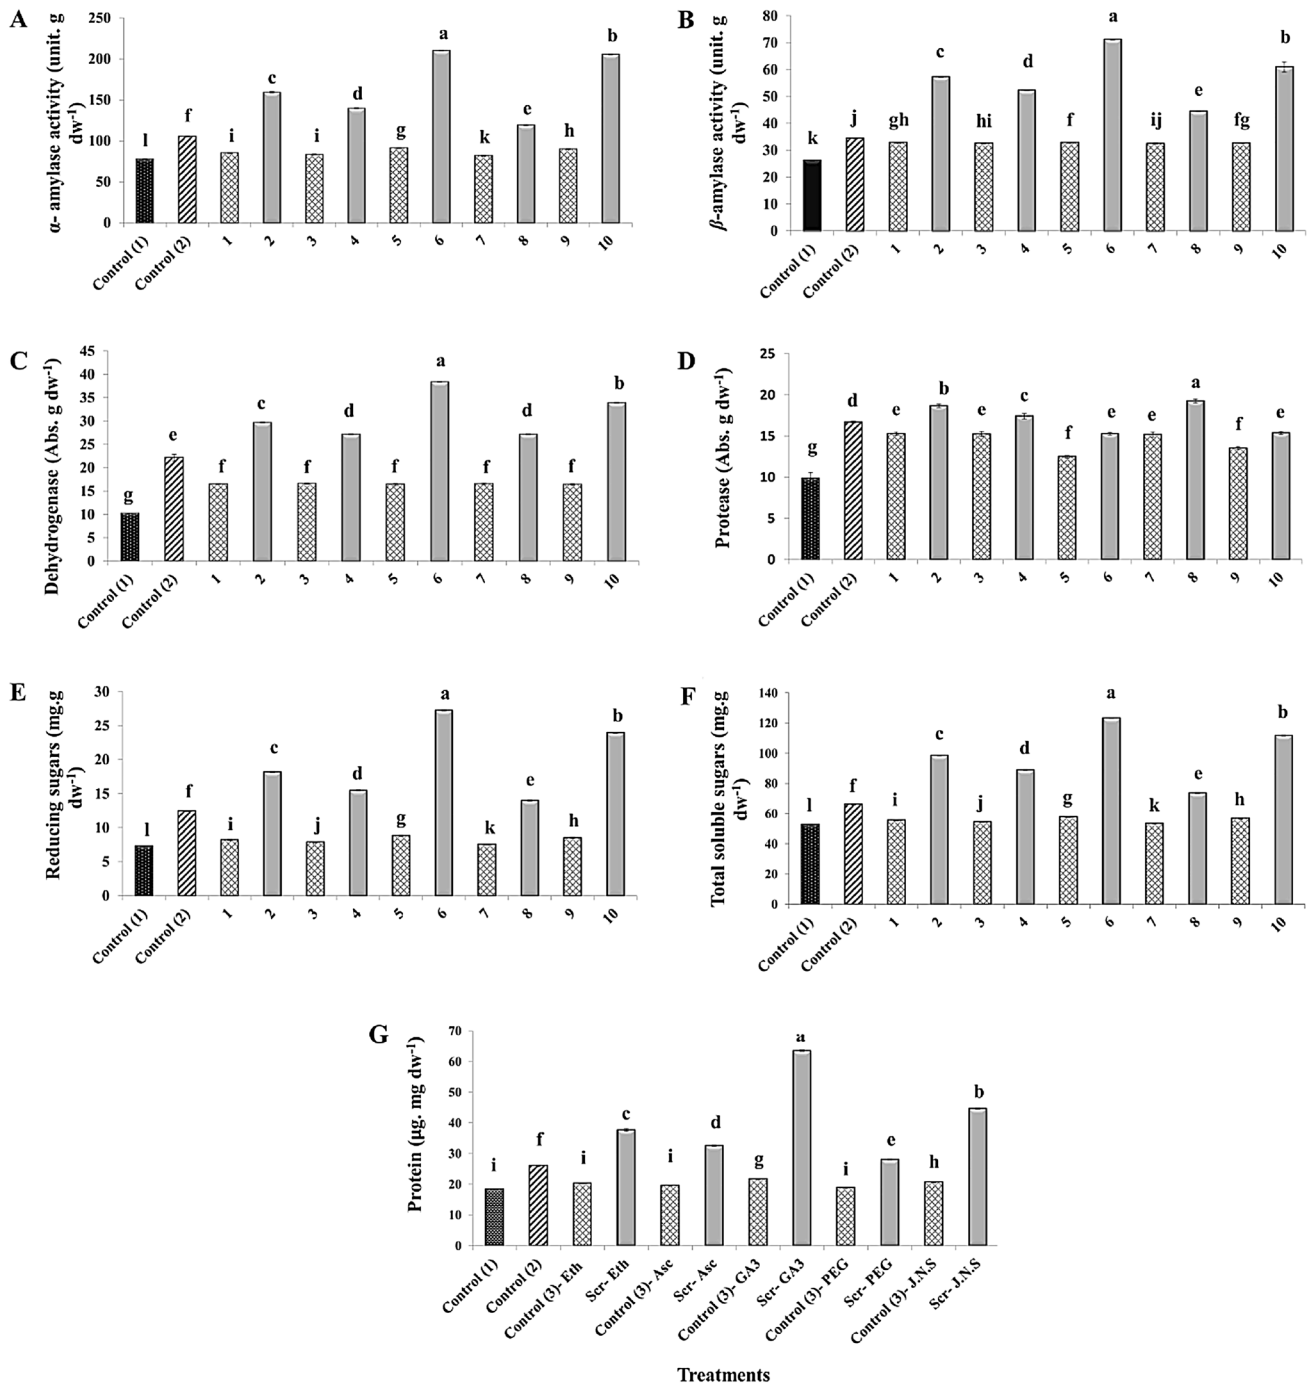 A
α- amylase activity (unit. g
dw-1)
250
200
150
100
50
0
l
f
i
c
i
d
g
a
k
e
h
b
Control (1)
Control (2)
1
2
3
4
5
6
7
8
9
10
B
β-amylase activity (unit. g
dw-1)
80
70
60
50
40
30
20
10
0
k
j
gh
c
hi
d
f
a
ij
e
fg
b
Control (1)
Control (2)
1
2
3
4
5
6
7
8
9
10
C
Dehydrogenase (Abs. g dw-1)
45
40
35
30
25
20
15
10
5
0
g
e
f
c
f
d
f
a
f
d
f
b
Control (1)
Control (2)
1
2
3
4
5
6
7
8
9
10
D
Protease (Abs. g dw-1)
25
20
15
10
5
0
g
d
e
b
e
c
f
e
e
a
f
e
Control (1)
Control (2)
1
2
3
4
5
6
7
8
9
10
E
Reducing sugars (mg.g
dw-1)
30
25
20
15
10
5
0
l
f
i
c
j
d
g
a
k
e
h
b
Control (1)
Control (2)
1
2
3
4
5
6
7
8
9
10
F
Total soluble sugars (mg.g
dw-1)
140
120
100
80
60
40
20
0
l
f
i
c
j
d
g
a
k
e
h
b
Control (1)
Control (2)
1
2
3
4
5
6
7
8
9
10
G
Protein (µg. mg dw-1)
70
60
50
40
30
20
10
0
i
f
i
c
i
d
g
a
i
e
h
b
Control (1)
Control (2)
Control (3)- Eth
Scr- Eth
Control (3)- Asc
Scr- Asc
Control (3)- GA3
Scr- GA3
Control (3)- PEG
Scr- PEG
Control (3)- J.N.S
Scr- J.N.S
Treatments